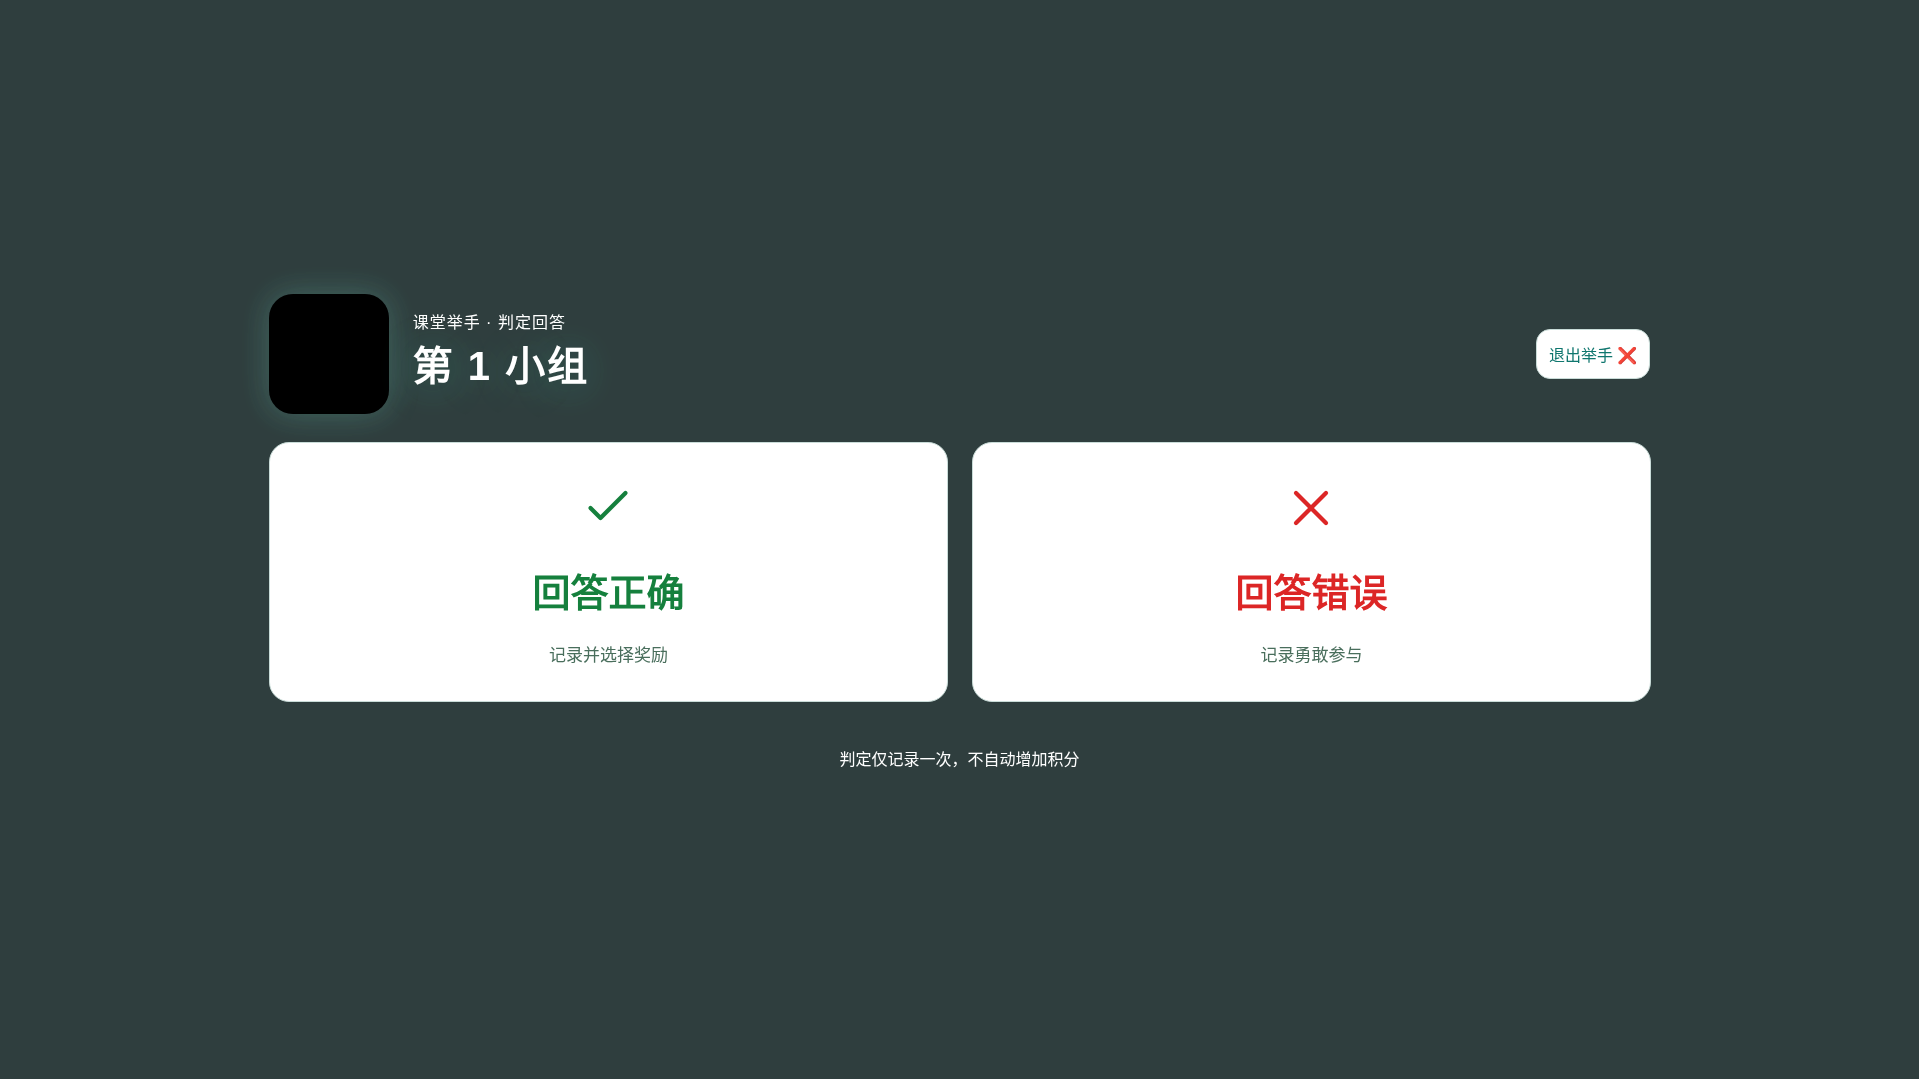 课堂举手 · 判定回答
第 1 小组
退出举手 ❌
回答正确
记录并选择奖励
回答错误
记录勇敢参与
判定仅记录一次，不自动增加积分